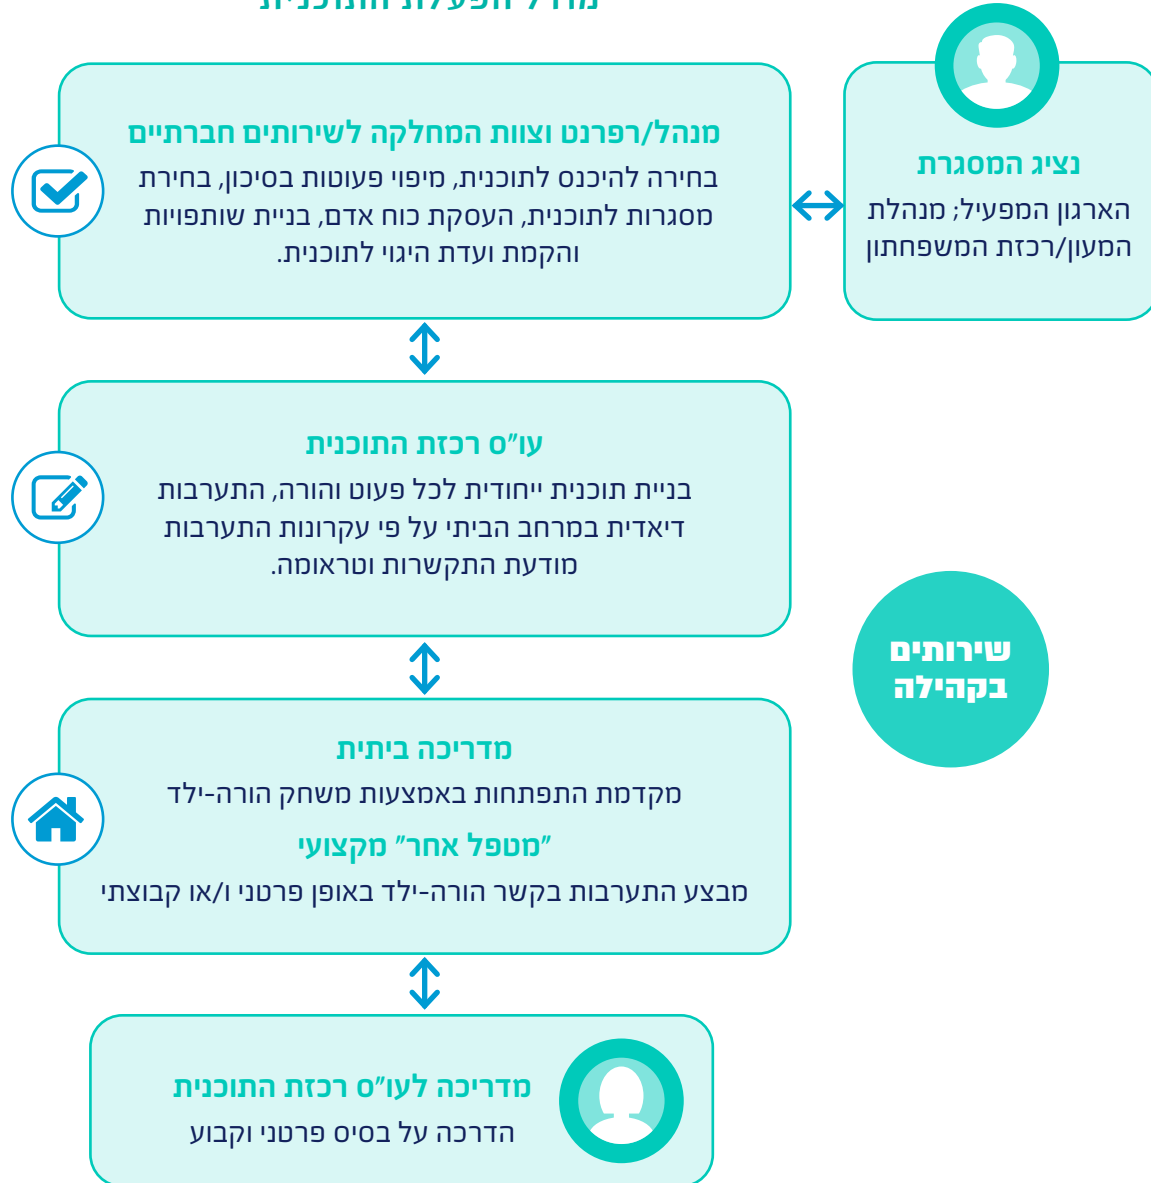 מודל הפעלת התוכנית
מנהל/רפרנט וצוות המחלקה לשירותים חברתיים
בחירה להיכנס לתוכנית, מיפוי פעוטות בסיכון, בחירת
מסגרות לתוכנית, העסקת כוח אדם, בניית שותפויות
והקמת ועדת היגוי לתוכנית.
נציג המסגרת
הארגון המפעיל; מנהלת
המעון/רכזת המשפחתון
עו"ס רכזת התוכנית
בניית תוכנית ייחודית לכל פעוט והורה, התערבות
דיאדית במרחב הביתי על פי עקרונות התערבות
מודעת התקשרות וטראומה.
שירותים
בקהילה
מדריכה ביתית
מקדמת התפתחות באמצעות משחק הורה-ילד
"מטפל אחר" מקצועי
מבצע התערבות בקשר הורה-ילד באופן פרטני ו/או קבוצתי
מדריכה לעו"ס רכזת התוכנית
הדרכה על בסיס פרטני וקבוע